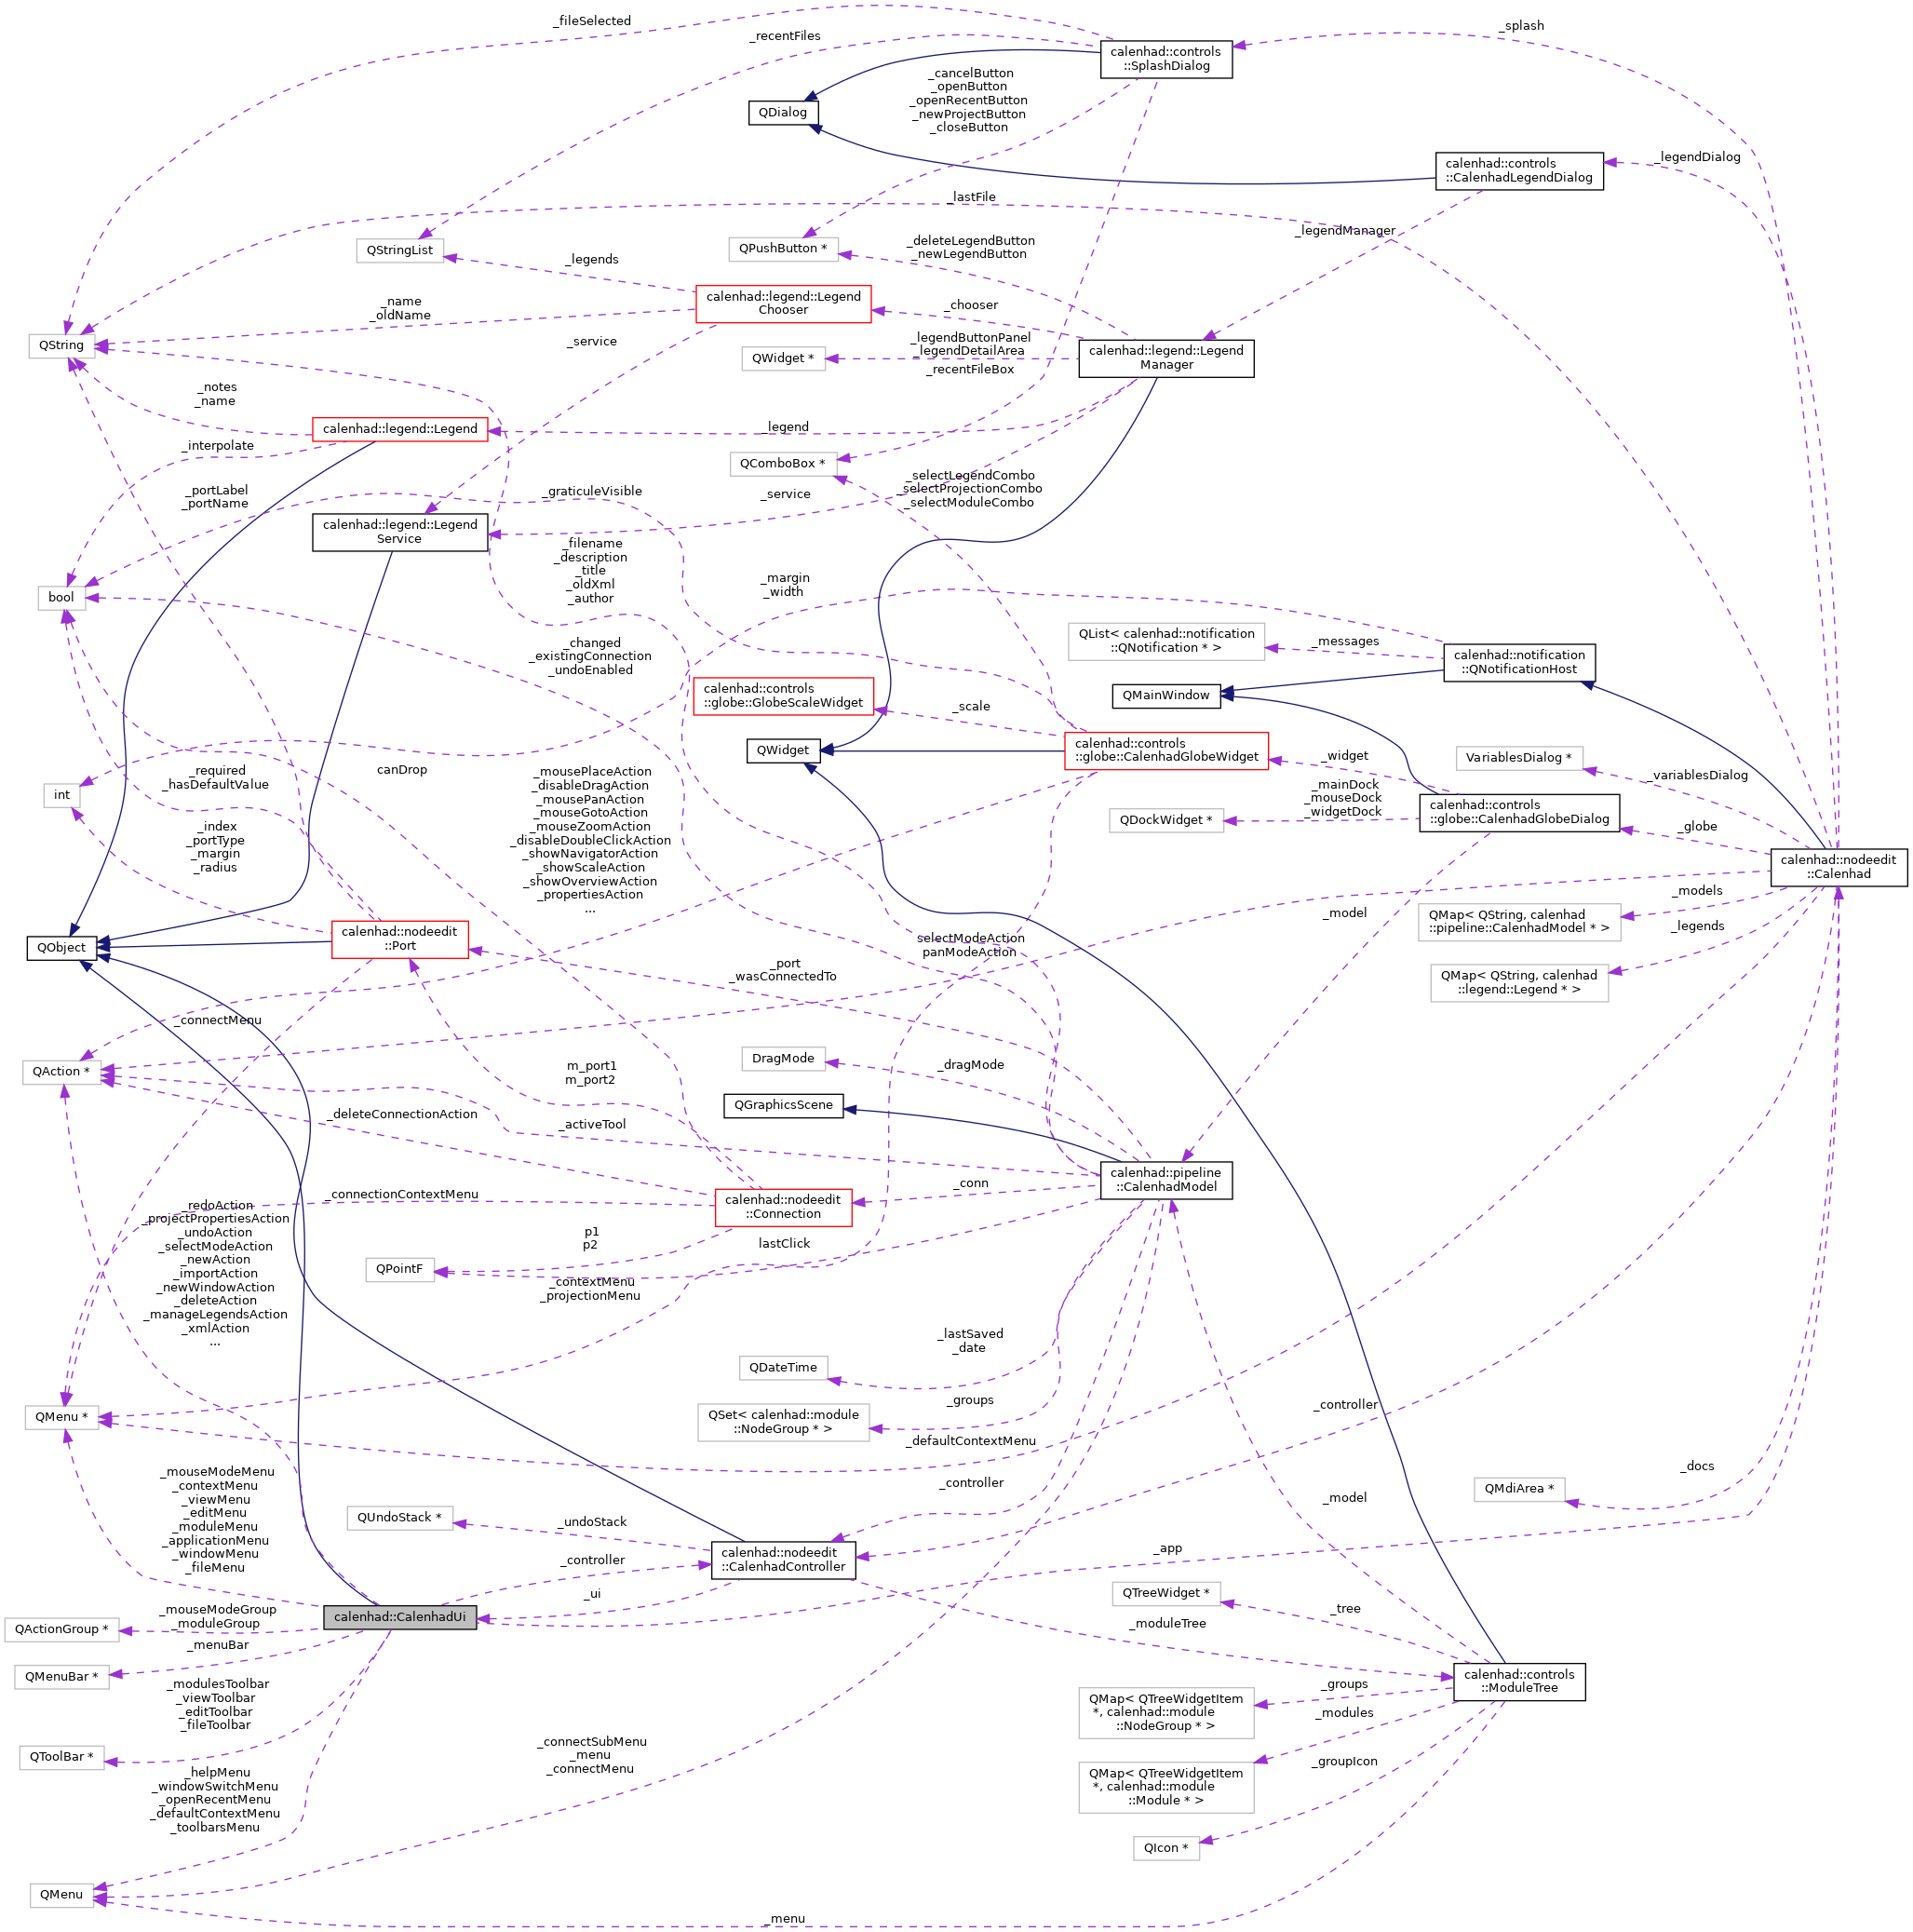 _fileSelected
_splash
_recentFiles
calenhad::controls
::SplashDialog
_cancelButton
_openButton
_openRecentButton
_newProjectButton
_closeButton
QDialog
_legendDialog
calenhad::controls
::CalenhadLegendDialog
_lastFile
_legendManager
QStringList
QPushButton *
_deleteLegendButton
_newLegendButton
_legends
calenhad::legend::Legend
Chooser
_name
_oldName
_chooser
QString
_service
QWidget *
_legendButtonPanel
_legendDetailArea
calenhad::legend::Legend
Manager
_recentFileBox
_notes
_name
calenhad::legend::Legend
_legend
_interpolate
QComboBox *
_selectLegendCombo
_selectProjectionCombo
_selectModuleCombo
_portLabel
_portName
_graticuleVisible
_service
calenhad::legend::Legend
Service
_filename
_description
_title
_oldXml
_author
bool
_margin
_width
_changed
_existingConnection
_undoEnabled
QList< calenhad::notification
::QNotification * >
_messages
calenhad::notification
::QNotificationHost
calenhad::controls
::globe::GlobeScaleWidget
_scale
QMainWindow
QWidget
calenhad::controls
::globe::CalenhadGlobeWidget
_widget
VariablesDialog *
_variablesDialog
int
_required
_hasDefaultValue
canDrop
_mousePlaceAction
_disableDragAction
_mousePanAction
_mouseGotoAction
_mouseZoomAction
_disableDoubleClickAction
_showNavigatorAction
_showScaleAction
_showOverviewAction
_propertiesAction
...
_mainDock
_mouseDock
_widgetDock
QDockWidget *
calenhad::controls
::globe::CalenhadGlobeDialog
_globe
_index
_portType
_margin
_radius
calenhad::nodeedit
::Calenhad
_models
QMap< QString, calenhad
::pipeline::CalenhadModel * >
_model
_legends
QObject
calenhad::nodeedit
::Port
selectModeAction
panModeAction
_port
_wasConnectedTo
QMap< QString, calenhad
::legend::Legend * >
_connectMenu
QAction *
m_port1
m_port2
DragMode
_dragMode
QGraphicsScene
_deleteConnectionAction
_activeTool
calenhad::pipeline
::CalenhadModel
_conn
_connectionContextMenu
calenhad::nodeedit
::Connection
_redoAction
_projectPropertiesAction
_undoAction
_selectModeAction
_newAction
_importAction
_newWindowAction
_deleteAction
_manageLegendsAction
_xmlAction
...
p1
p2
lastClick
QPointF
_contextMenu
_projectionMenu
_lastSaved
_date
QDateTime
_groups
QSet< calenhad::module
::NodeGroup * >
QMenu *
_controller
_defaultContextMenu
_docs
QMdiArea *
_mouseModeMenu
_contextMenu
_viewMenu
_editMenu
_moduleMenu
_applicationMenu
_windowMenu
_fileMenu
_controller
_model
QUndoStack *
_undoStack
calenhad::nodeedit
::CalenhadController
_app
_controller
_ui
QTreeWidget *
_tree
calenhad::CalenhadUi
_mouseModeGroup
_moduleGroup
QActionGroup *
_moduleTree
_menuBar
QMenuBar *
calenhad::controls
::ModuleTree
_groups
_modulesToolbar
_viewToolbar
_editToolbar
_fileToolbar
QMap< QTreeWidgetItem
*, calenhad::module
::NodeGroup * >
_modules
QToolBar *
_connectSubMenu
_menu
_connectMenu
_groupIcon
QMap< QTreeWidgetItem
*, calenhad::module
::Module * >
_helpMenu
_windowSwitchMenu
_openRecentMenu
_defaultContextMenu
_toolbarsMenu
QIcon *
QMenu
_menu